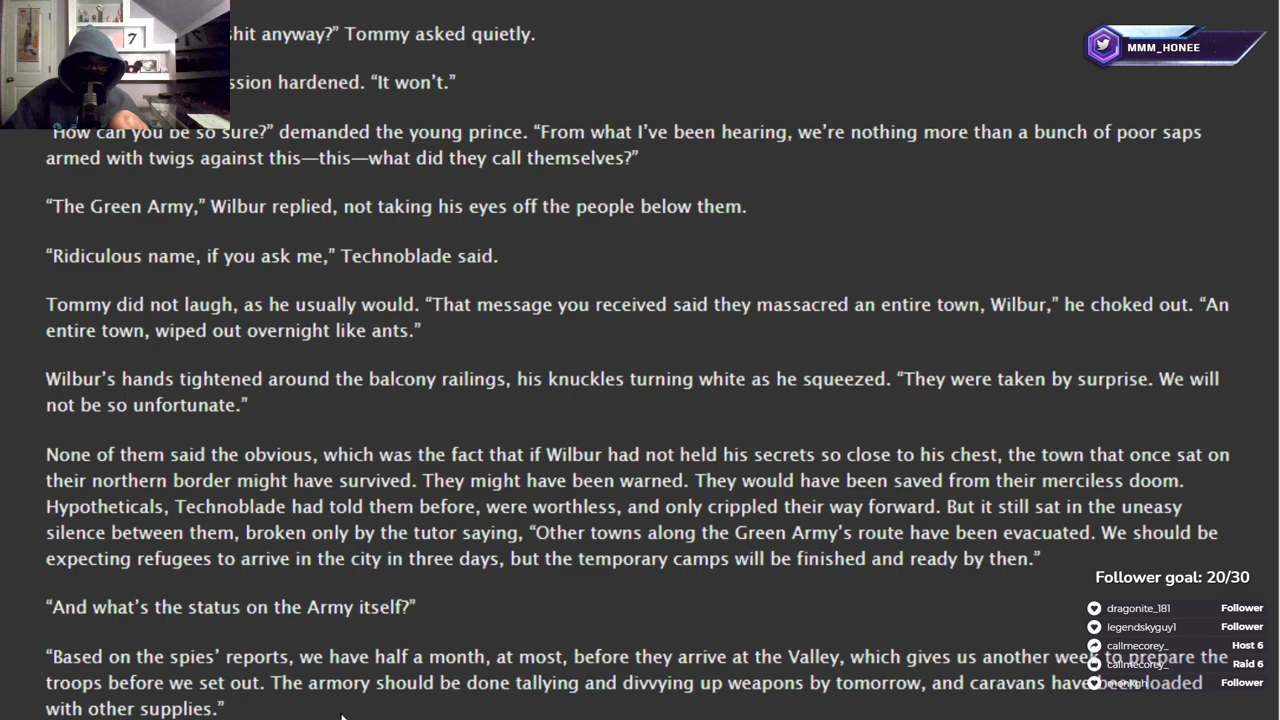 shit anyway?” Tommy asked quietly.
ssion hardened. “It won’t.”
“How can you be so sure?” demanded the young prince. “From what I’ve been hearing, we’re nothing more than a bunch of poor saps
armed with twigs against this—this—what did they call themselves?”
“The Green Army,” Wilbur replied, not taking his eyes off the people below them.
“Ridiculous name, if you ask me,” Technoblade said.
Tommy did not laugh, as he usually would. “That message you received said they massacred an entire town, Wilbur,” he choked out. “An
entire town, wiped out overnight like ants.”
Wilbur’s hands tightened around the balcony railings, his knuckles turning white as he squeezed. “They were taken by surprise. We will
not be so unfortunate.”
None of them said the obvious, which was the fact that if Wilbur had not held his secrets so close to his chest, the town that once sat on
their northern border might have survived. They might have been warned. They would have been saved from their merciless doom.
Hypotheticals, Technoblade had told them before, were worthless, and only crippled their way forward. But it still sat in the uneasy
silence between them, broken only by the tutor saying, “Other towns along the Green Army’s route have been evacuated. We should be
expecting refugees to arrive in the city in three days, but the temporary camps will be finished and ready by then.”
“And what’s the status on the Army itself?”
“Based on the spies’ reports, we have half a month, at most, before they arrive at the Valley, which gives us another week to prepare the
troops before we set out. The armory should be done tallying and divvying up weapons by tomorrow, and caravans have been loaded
with other supplies.”
7
MMM_HONEE
Follower goal: 20/30
dragonite_181 Follower
legendskyguy1 Follower
callmecorey_ Host 6
callmecorey_ Raid 6
Follower